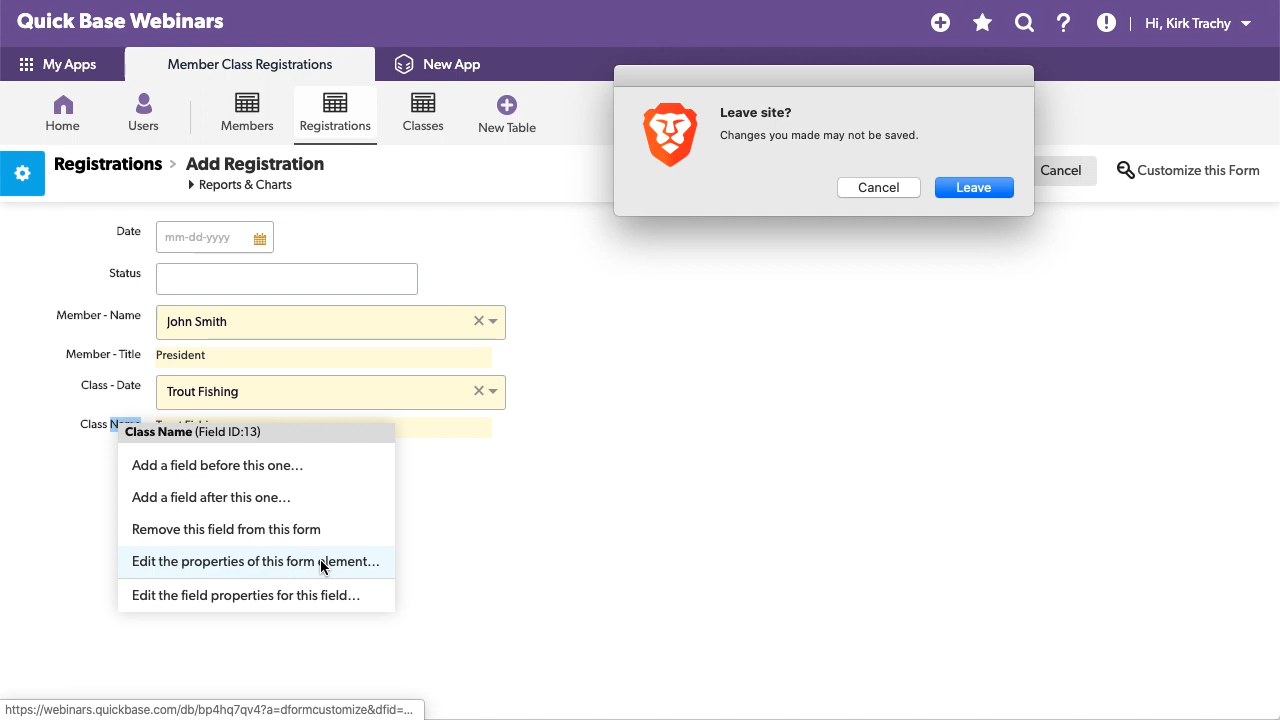 Quick Base Webinars
Hi, Kirk Trachy
My Apps
Member Class Registrations
New App
Home
Users
Members
Registrations
Classes
New Table
Leave site?
Changes you made may not be saved.
Cancel
Leave
Registrations > Add Registration
Reports & Charts
Cancel
Customize this Form
Date
mm-dd-yyyy
Status
Member - Name
John Smith
Member - Title
President
Class - Date
Trout Fishing
Class Name
Class Name (Field ID:13)
Add a field before this one...
Add a field after this one...
Remove this field from this form
Edit the properties of this form element...
Edit the field properties for this field...
https://webinars.quickbase.com/db/bp4hq7qv4?a=dformcustomize&dfid=...